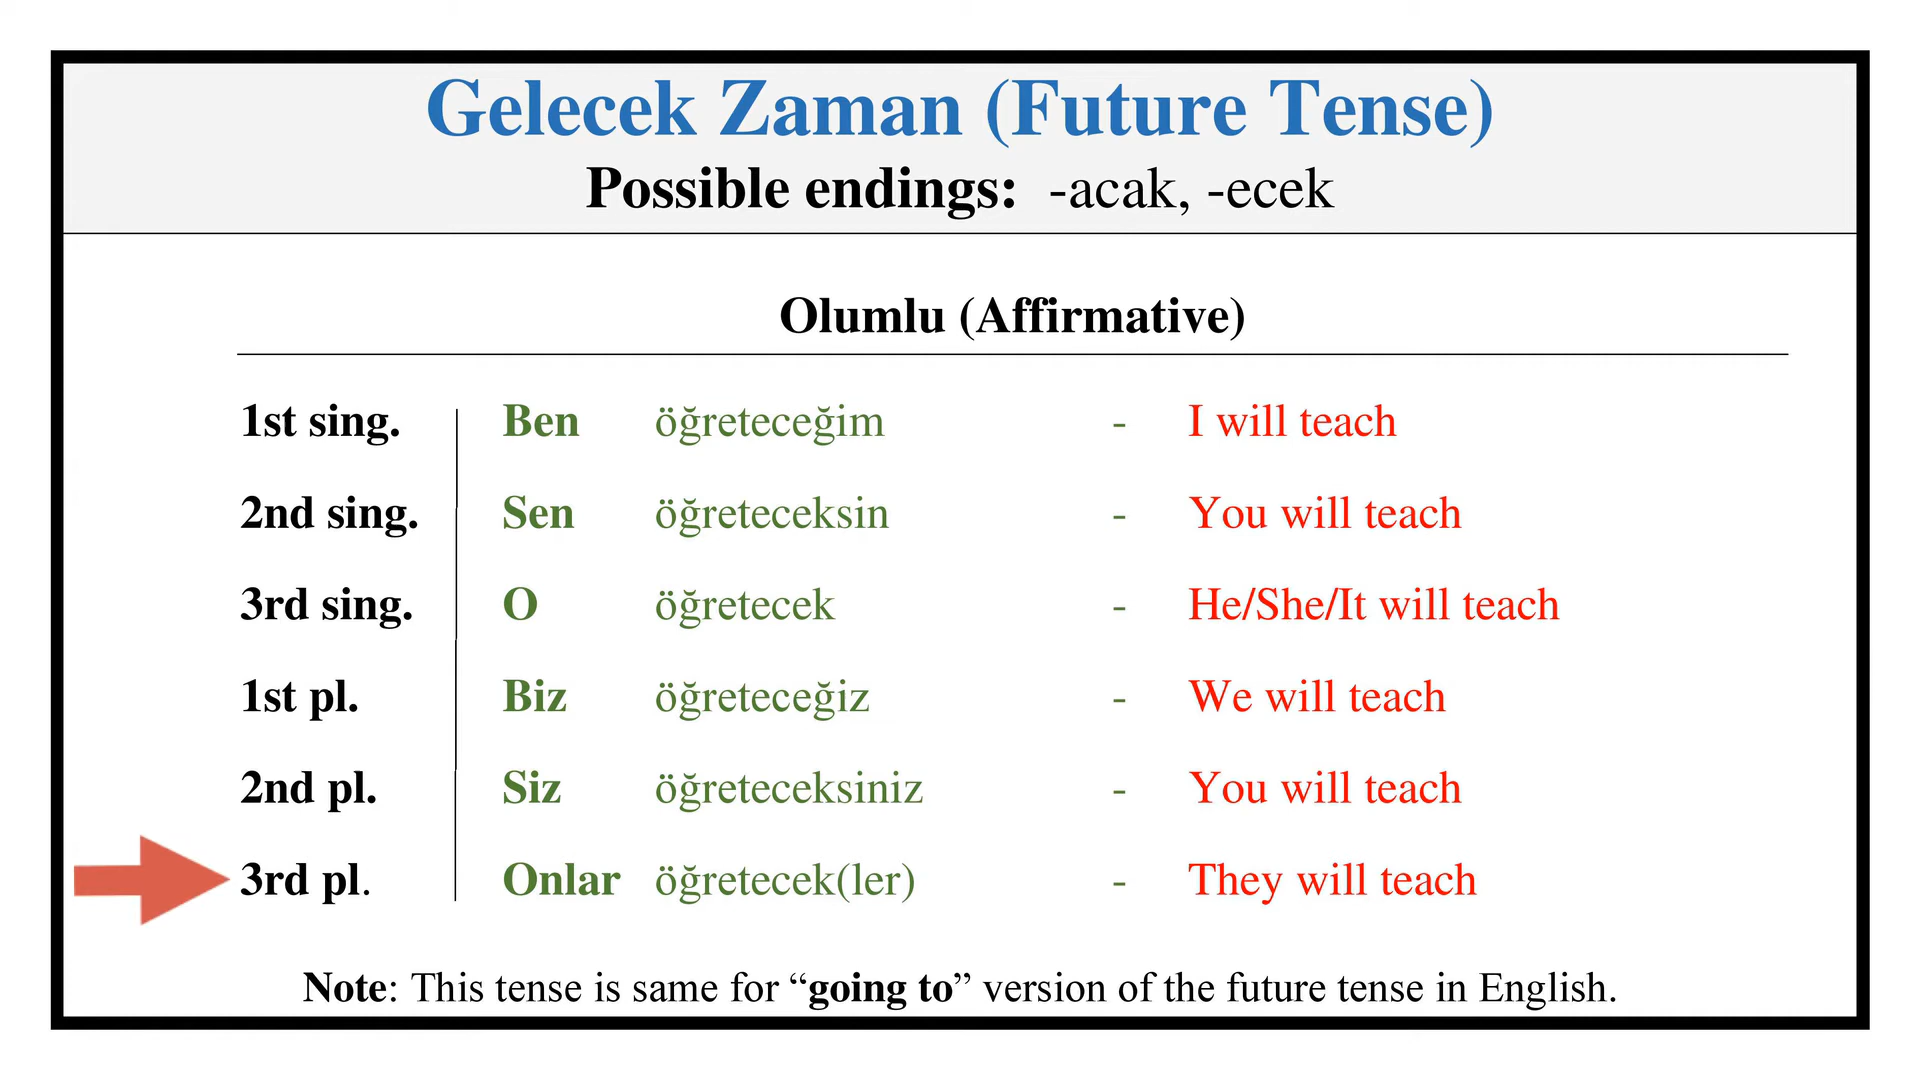 Gelecek Zaman (Future Tense)
Possible endings: -acak, -ecek
Olumlu (Affirmative)
1st sing. Ben öğreteceğim - I will teach
2nd sing. Sen öğreteceksin - You will teach
3rd sing. O öğretecek - He/She/It will teach
1st pl. Biz öğreteceğiz - We will teach
2nd pl. Siz öğreteceksiniz - You will teach
3rd pl. Onlar öğretecek(ler) - They will teach
Note: This tense is same for “going to” version of the future tense in English.